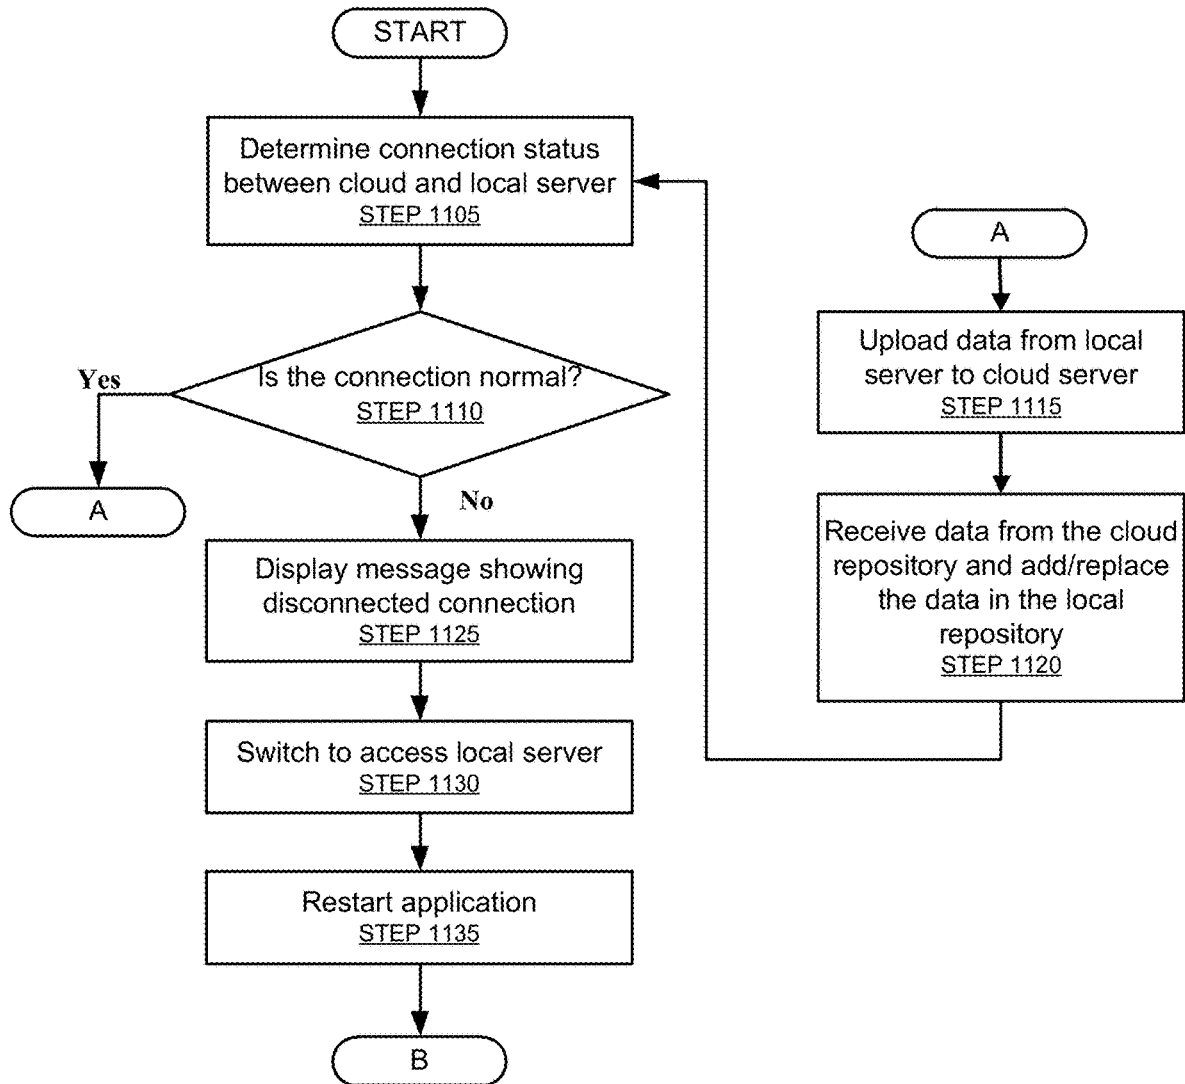 START
Determine connection status
between cloud and local server
STEP 1105
Is the connection normal?
STEP 1110
Yes
A
No
Display message showing
disconnected connection
STEP 1125
Switch to access local server
STEP 1130
Restart application
STEP 1135
B
A
Upload data from local
server to cloud server
STEP 1115
Receive data from the cloud
repository and add/replace
the data in the local
repository
STEP 1120